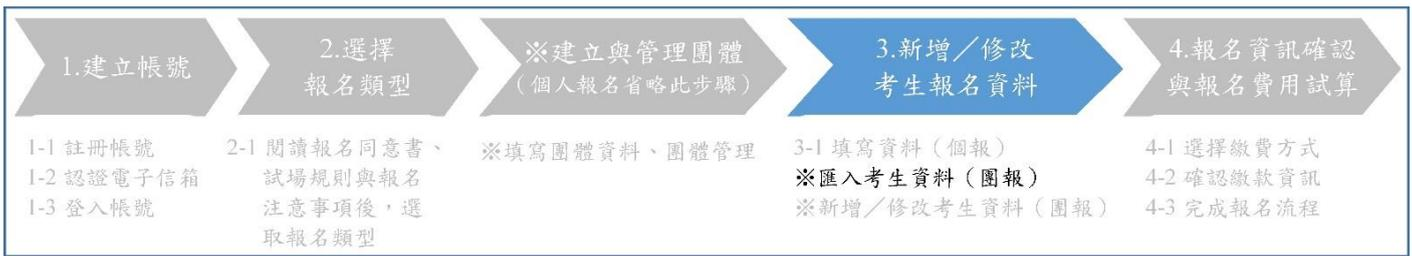 1.建立帳號
2.選擇
報名類型
※建立與管理團體
（個人報名省略此步驟）
3.新增／修改
考生報名資料
4.報名資訊確認
與報名費用試算
1-1 註冊帳號
1-2 認證電子信箱
1-3 登入帳號
2-1 閱讀報名同意書、
試場規則與報名
注意事項後，選
取報名類型
※填寫團體資料、團體管理
3-1 填寫資料（個報）
※匯入考生資料（團報）
※新增／修改考生資料（團報）
4-1 選擇繳費方式
4-2 確認繳款資訊
4-3 完成報名流程